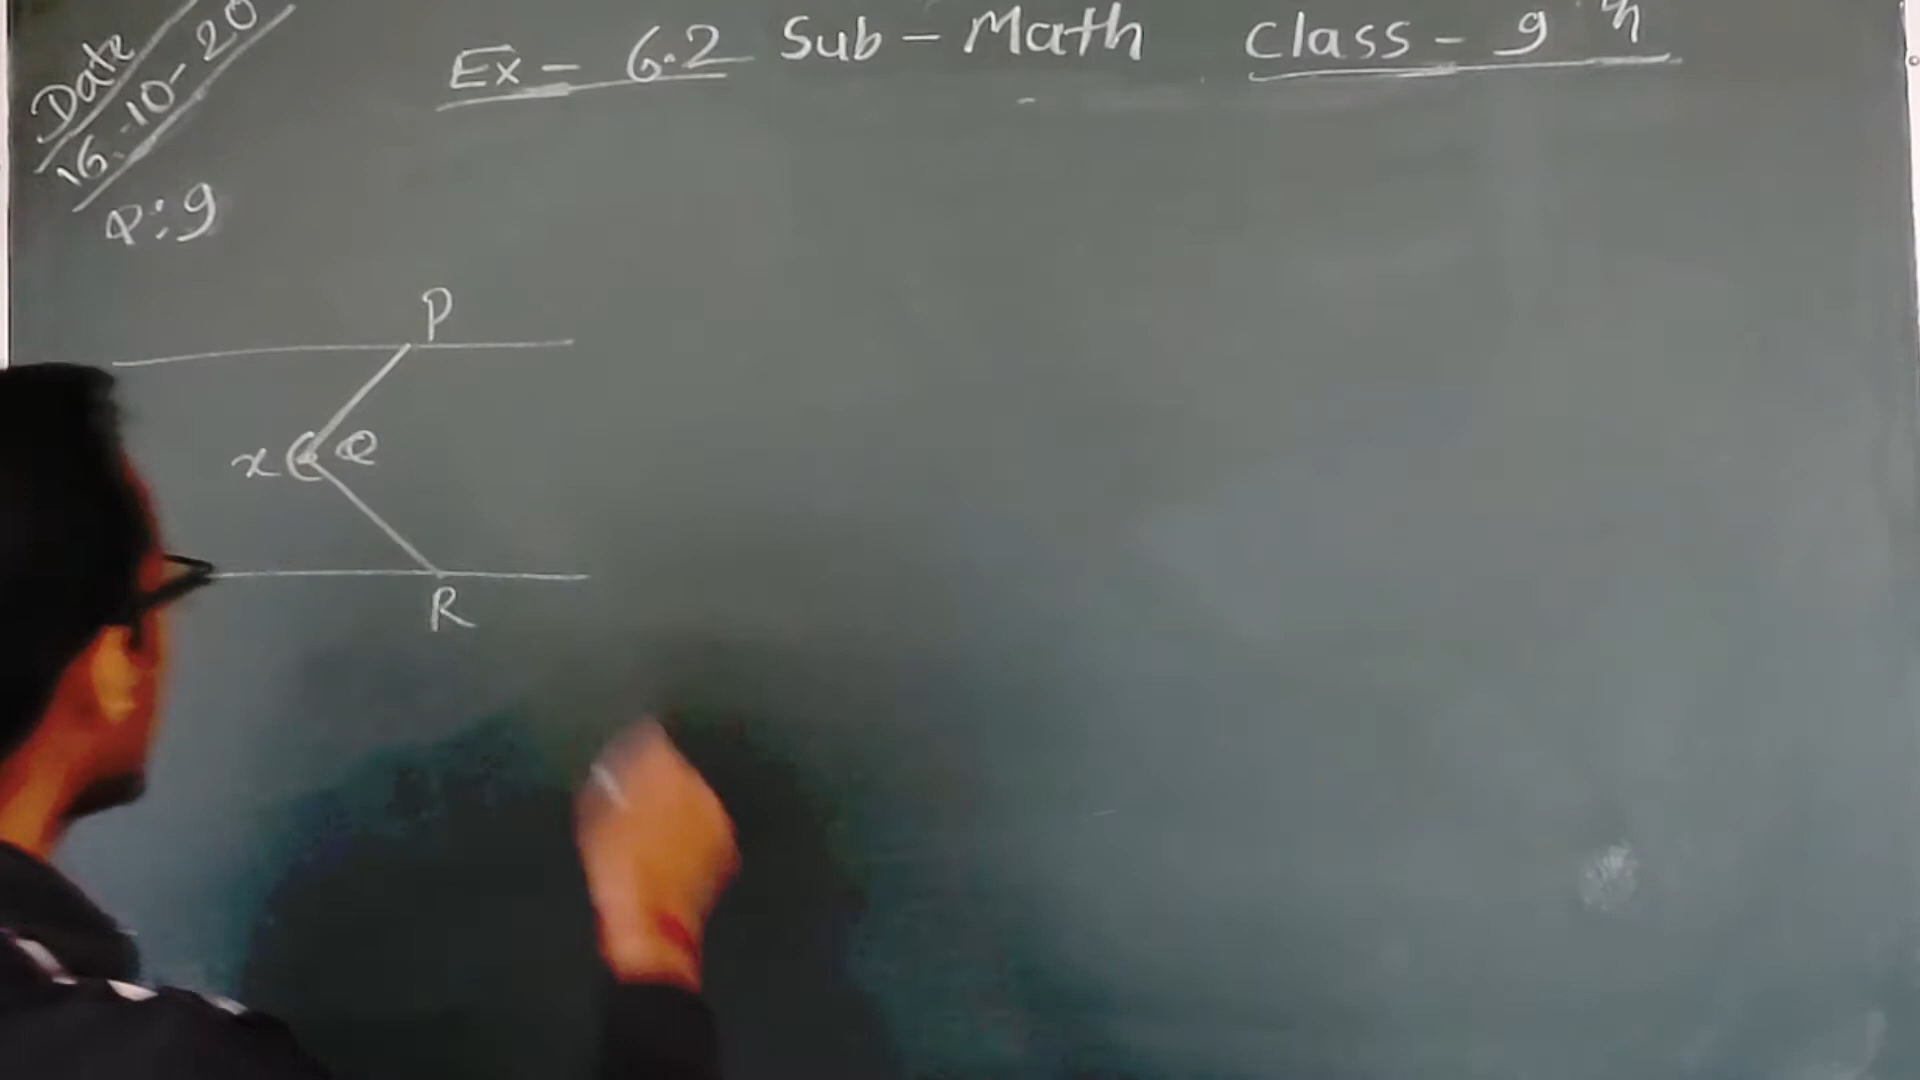 Date
16-10-20
Ex - 6.2 Sub - Math Class - 9th
Q:9
P
x Q
R